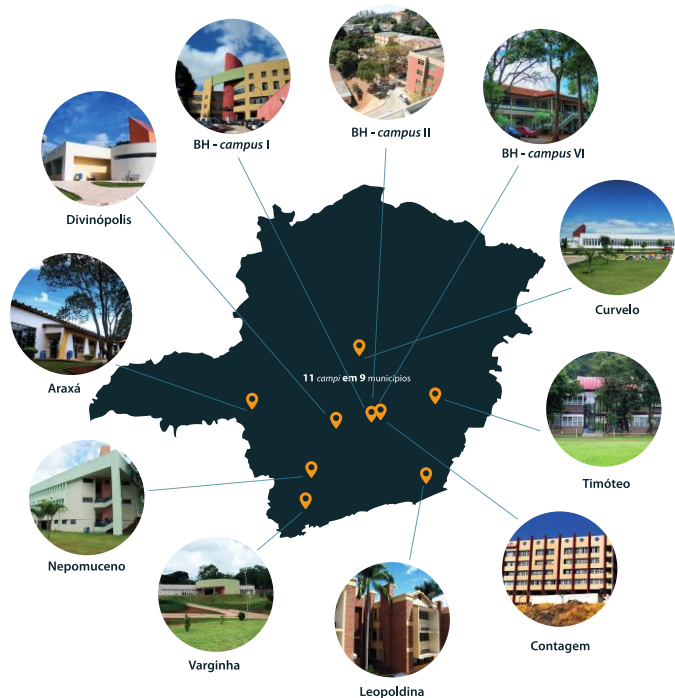 BH - campus I
BH - campus II
BH - campus VI
Divinópolis
Curvelo
Araxá
11 campi em 9 municípios
Timóteo
Nepomuceno
Varginha
Contagem
Leopoldina